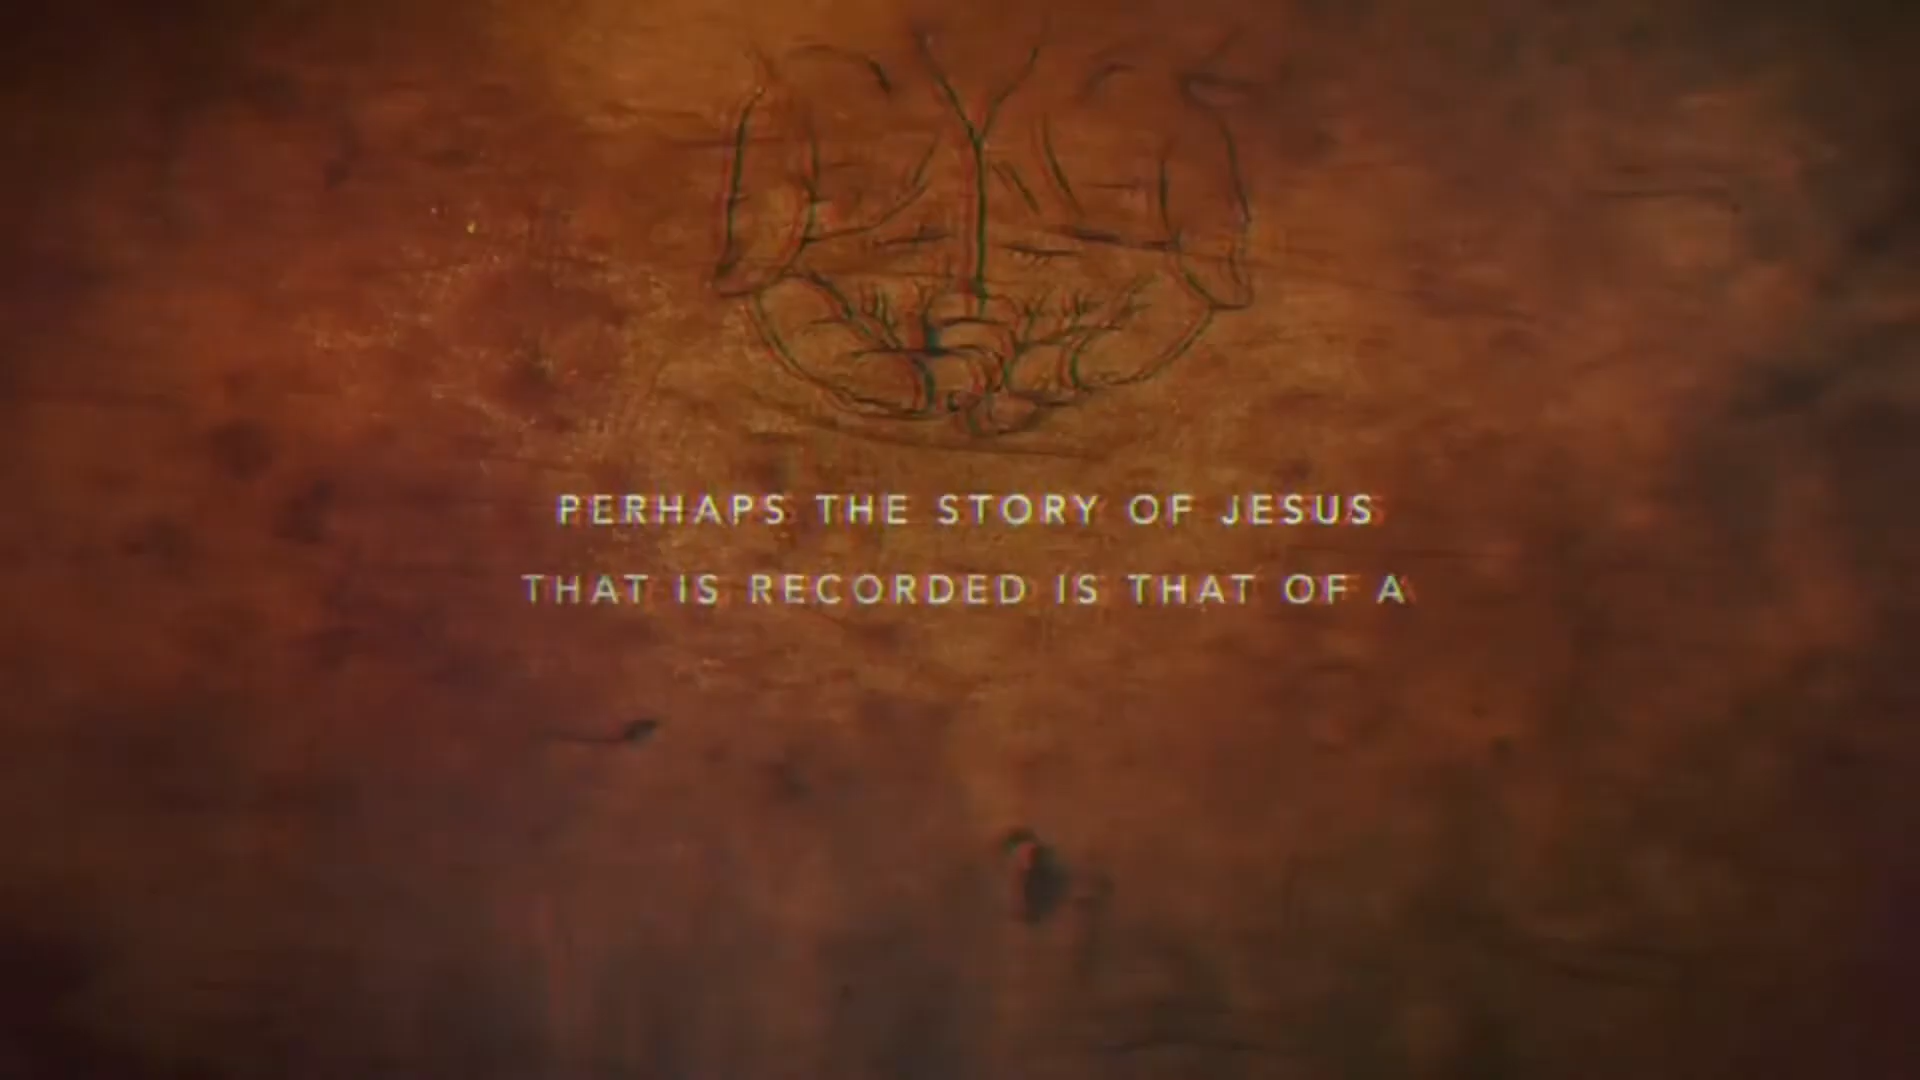 PERHAPS THE STORY OF JESUS
THAT IS RECORDED IS THAT OF A